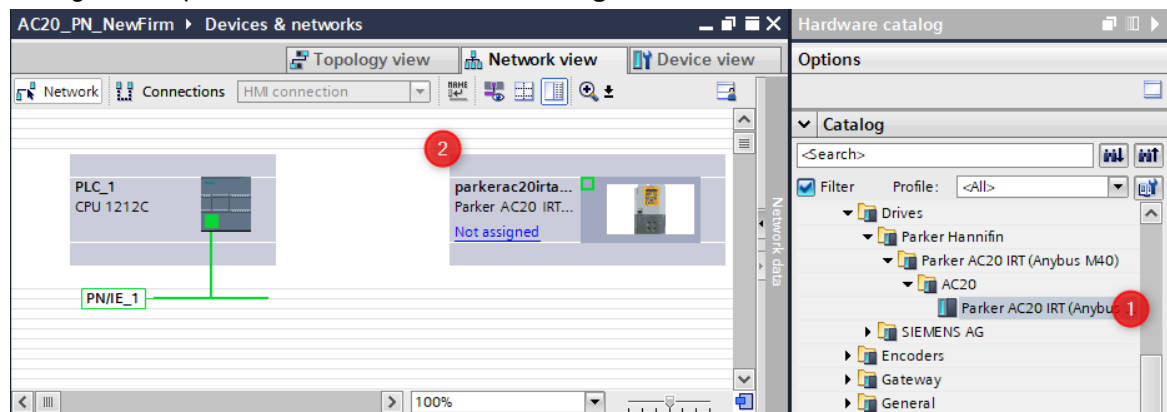 AC20_PN_NewFirm ▸ Devices & networks
Topology view Network view Device view
Network Connections HMI connection
2
PLC_1
CPU 1212C
parkerac20irta...
Parker AC20 IRT...
Not assigned
PN/IE_1
100%
Network data
Hardware catalog
Options
Catalog
<Search>
Filter Profile: <All>
Drives
Parker Hannifin
Parker AC20 IRT (Anybus M40)
AC20
Parker AC20 IRT (Anybus
1
SIEMENS AG
Encoders
Gateway
General